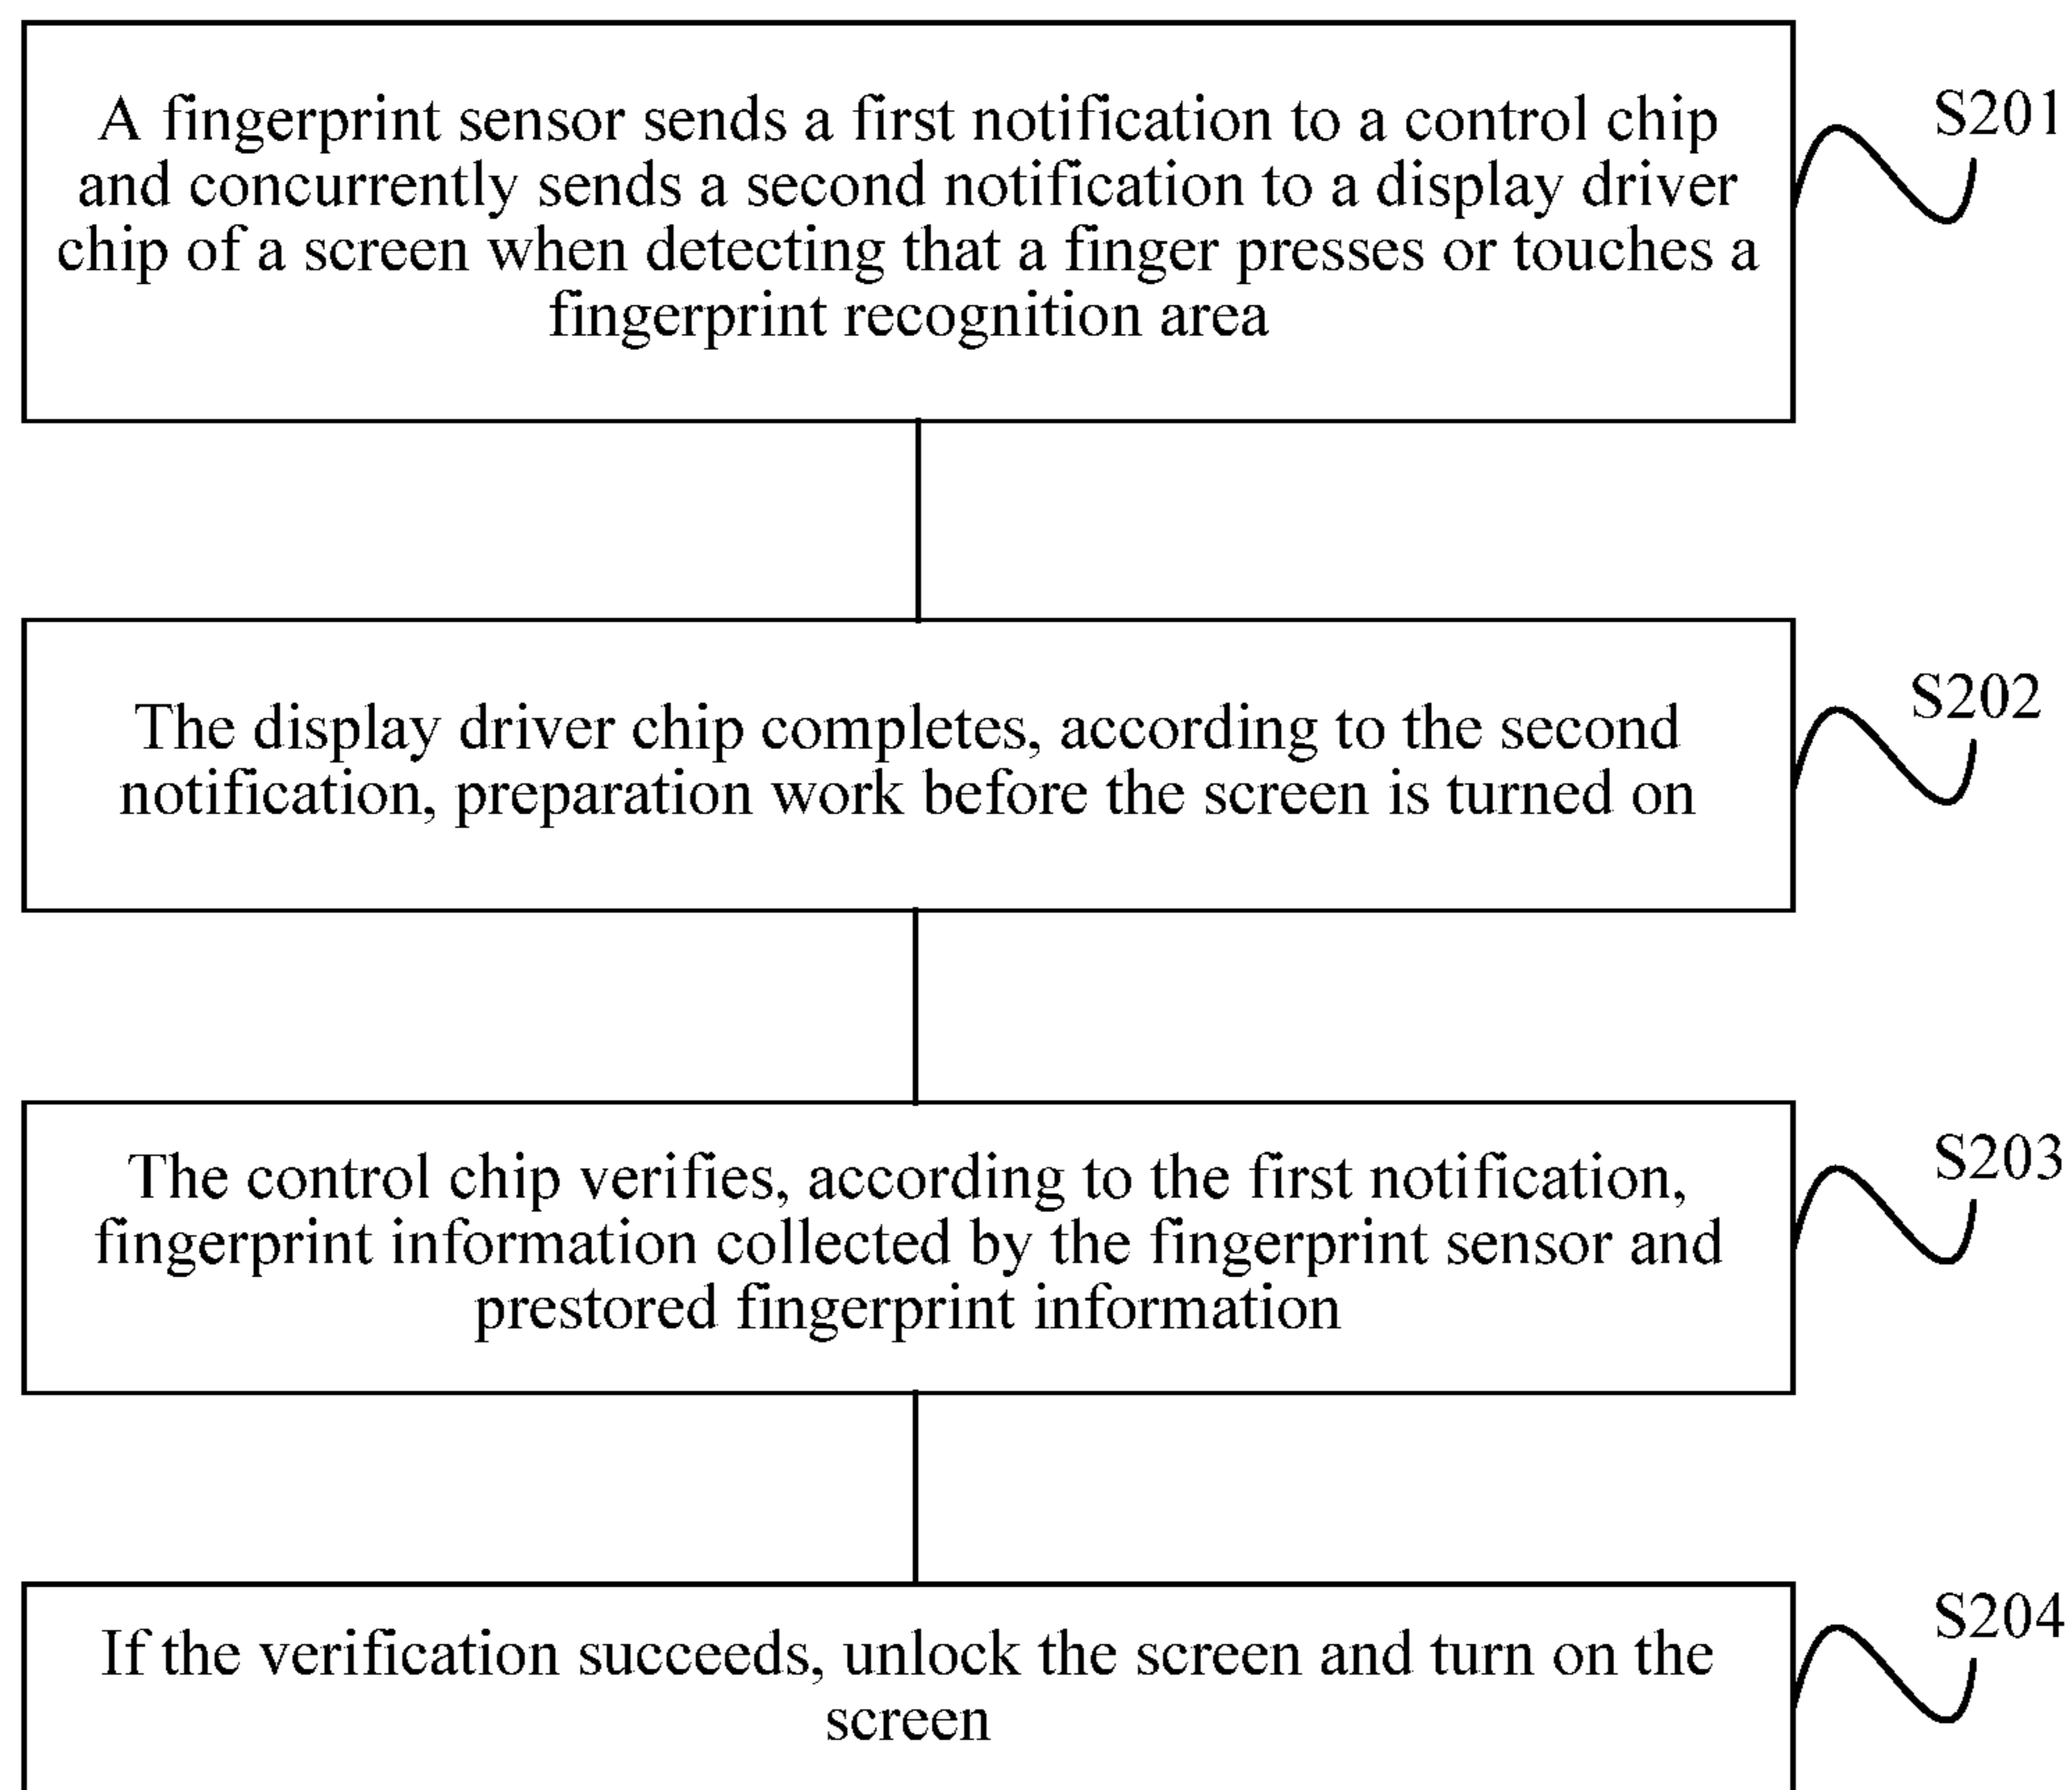 A fingerprint sensor sends a first notification to a control chip
and concurrently sends a second notification to a display driver
chip of a screen when detecting that a finger presses or touches a
fingerprint recognition area
S201
The display driver chip completes, according to the second
notification, preparation work before the screen is turned on
S202
The control chip verifies, according to the first notification,
fingerprint information collected by the fingerprint sensor and
prestored fingerprint information
S203
If the verification succeeds, unlock the screen and turn on the
screen
S204